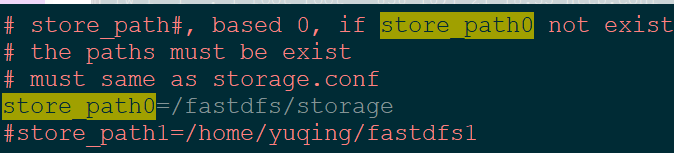 # store_path#, based 0, if store_path0 not exist
# the paths must be exist
# must same as storage.conf
store_path0=/fastdfs/storage
#store_path1=/home/yuqing/fastdfs1